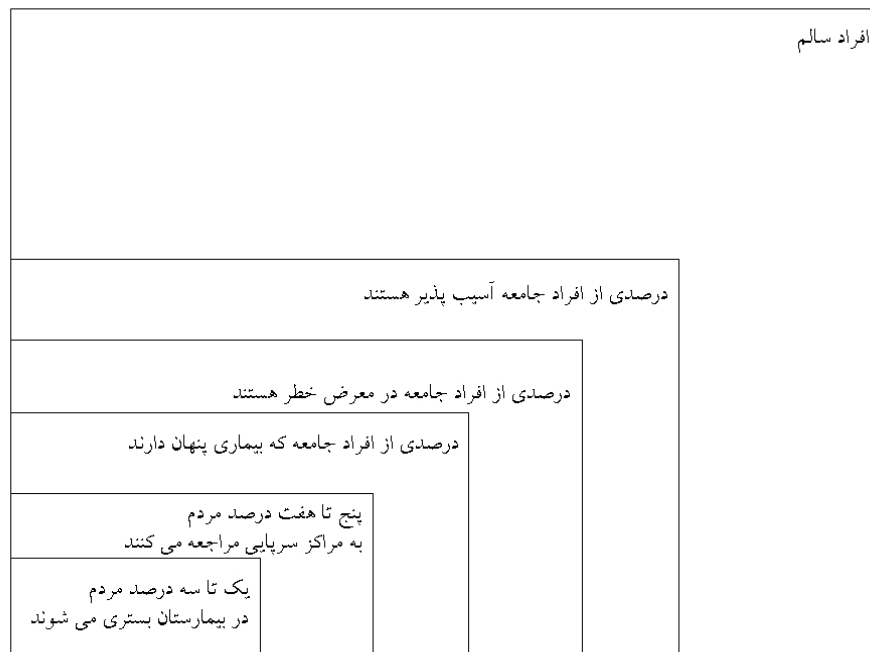 افراد سالم
درصدی از افراد جامعه آسیب پذیر هستند
درصدی از افراد جامعه در معرض خطر هستند
درصدی از افراد جامعه که بیماری پنهان دارند
پنج تا هفت درصد مردم
به مراکز سرپایی مراجعه می کنند
یک تا سه درصد مردم
در بیمارستان بستری می شوند